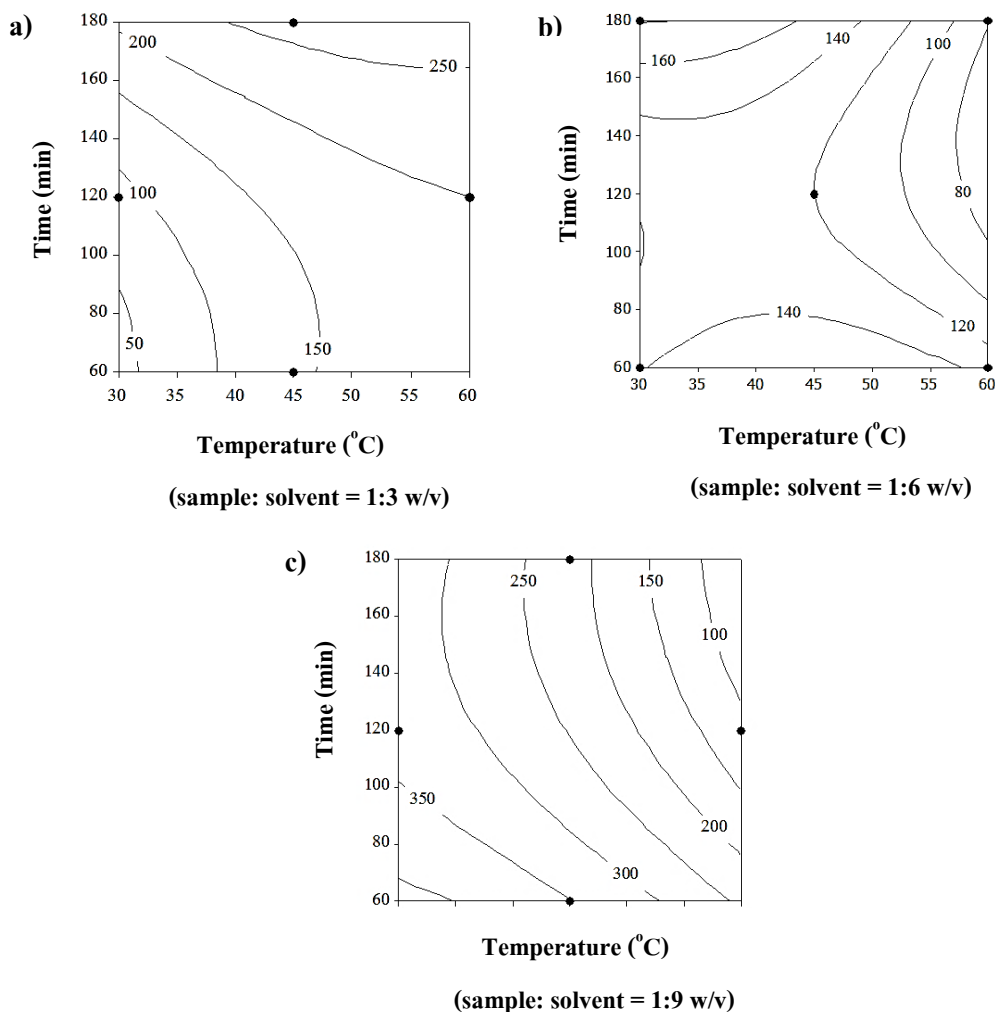 a)
180
160
140
120
100
80
60
200
250
100
50
150
30 35 40 45 50 55 60
Time (min)
Temperature (°C)
(sample: solvent = 1:3 w/v)
b)
180
160
140
120
100
80
60
160
140
100
80
140
120
30 35 40 45 50 55 60
Time (min)
Temperature (°C)
(sample: solvent = 1:6 w/v)
c)
180
160
140
120
100
80
60
250
150
100
350
200
300
Time (min)
Temperature (°C)
(sample: solvent = 1:9 w/v)